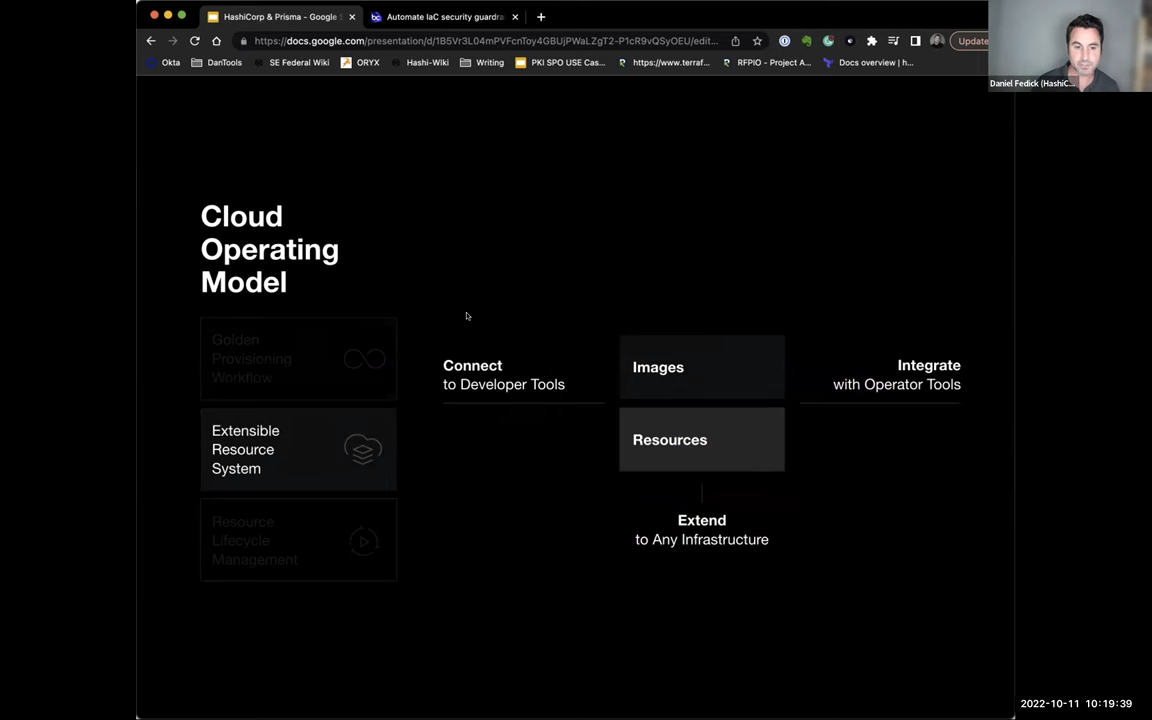 HashiCorp & Prisma - Google S
Automate IaC security guardra
https://docs.google.com/presentation/d/1B5Vr3L04mPVFcnToy4GBUjPWaLZgT2-P1cR9vQSyOEU/edit...
Update
Okta
DanTools
SE Federal Wiki
ORYX
Hashi-Wiki
Writing
PKI SPO USE Cas...
https://www.terraf...
RFPIO - Project A...
Docs overview | h...
Daniel Fedick (HashiC...
Cloud
Operating
Model
Golden
Provisioning
Workflow
Extensible
Resource
System
Resource
Lifecycle
Management
Connect
to Developer Tools
Images
Resources
Extend
to Any Infrastructure
Integrate
with Operator Tools
2022-10-11 10:19:39